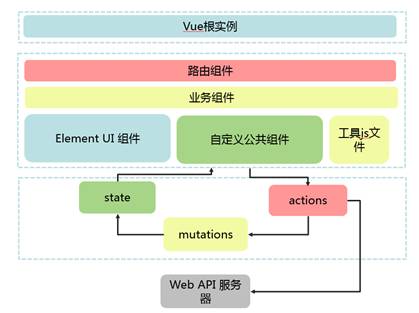 Vue根实例
路由组件
业务组件
Element UI 组件
自定义公共组件
工具js文
件
state
actions
mutations
Web API 服务
器